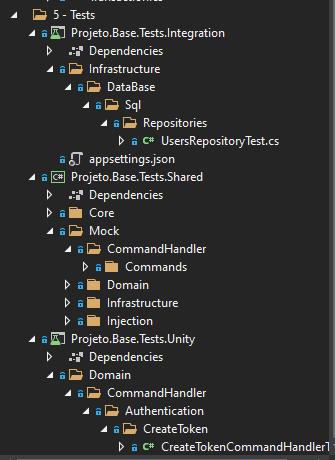 5 - Tests
Projeto.Base.Tests.Integration
Dependencies
Infrastructure
DataBase
Sql
Repositories
C# UsersRepositoryTest.cs
appsettings.json
C# Projeto.Base.Tests.Shared
Dependencies
Core
Mock
CommandHandler
Commands
Domain
Infrastructure
Injection
Projeto.Base.Tests.Unity
Dependencies
Domain
CommandHandler
Authentication
CreateToken
C# CreateTokenCommandHandlerT